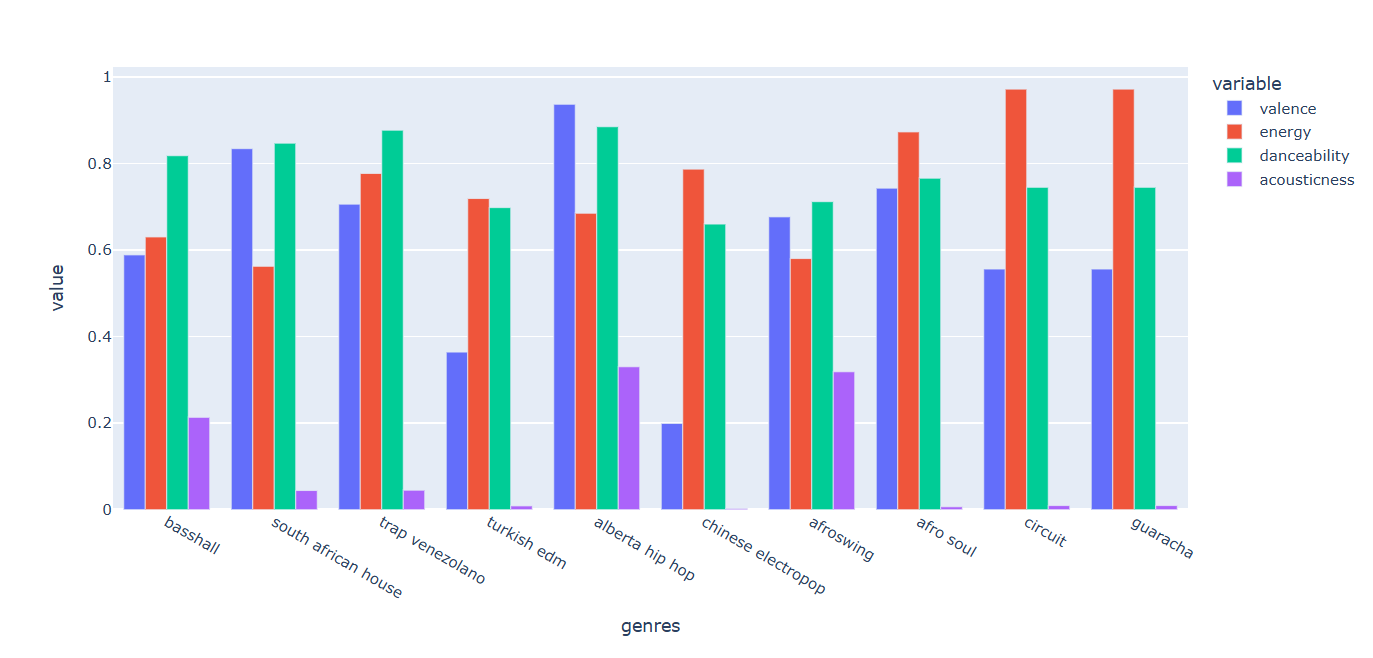 variable
valence
energy
danceability
acousticness
value
1
0.8
0.6
0.4
0.2
0
basshall
south african house
trap venezolano
turkish edm
alberta hip hop
chinese electropop
afroswing
afro soul
circuit
guaracha
genres